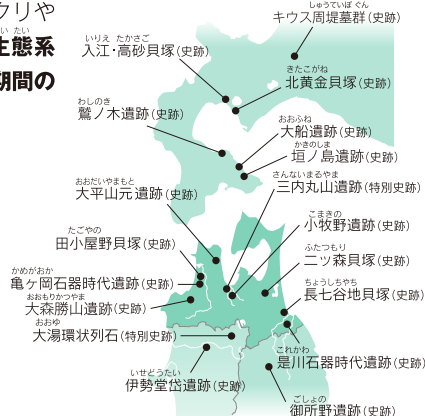 クリや
い たい
生態系
期間の
しゅうていぼ ぐん
キウス周堤墓群(史跡)
いりえ たかさご
入江・高砂貝塚(史跡)
きたこがね
北黄金貝塚(史跡)
わしのき
鷲ノ木遺跡(史跡)
おおふね
大船遺跡(史跡)
かきのしま
垣ノ島遺跡(史跡)
さんないまるやま
三内丸山遺跡(特別史跡)
おおだいやまもと
大平山元遺跡(史跡)
こまきの
小牧野遺跡(史跡)
たごやの
田小屋野貝塚(史跡)
ふたつもり
二ッ森貝塚(史跡)
かめがおか
亀ヶ岡石器時代遺跡(史跡)
ちょうしちやち
長七谷地貝塚(史跡)
おおもりかつやま
大森勝山遺跡(史跡)
おおゆ
大湯環状列石(特別史跡)
これかわ
是川石器時代遺跡(史跡)
いせどうたい
伊勢堂岱遺跡(史跡)
ごしょの
御所野遺跡(史跡)